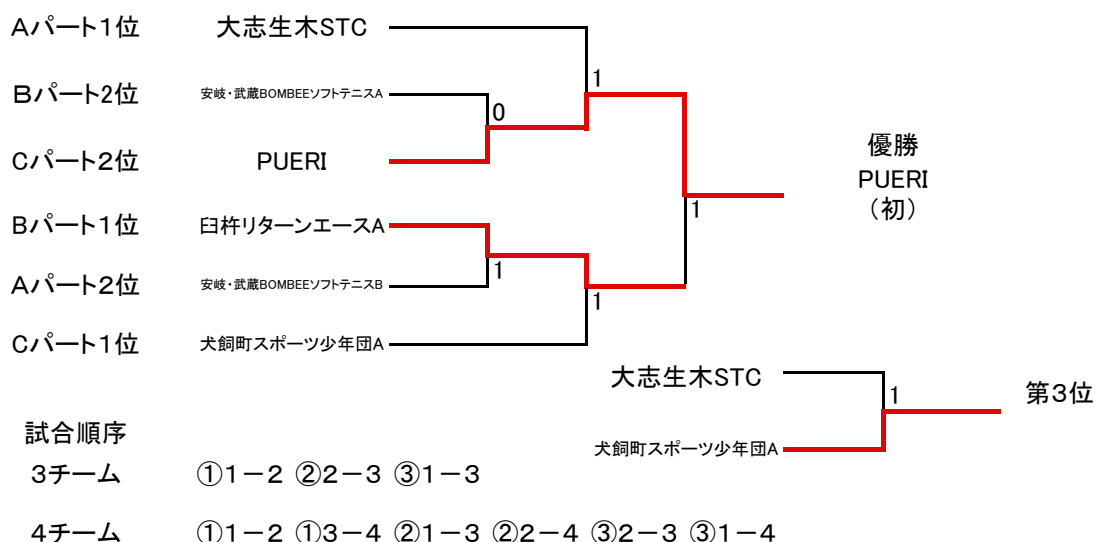 Aパート1位 大志生木STC
1
Bパート2位 安岐・武蔵BOMBEEソフトテニスA
0
Cパート2位 PUERI
優勝
PUERI
（初）
1
Bパート1位 臼杵リターンエースA
1
Aパート2位 安岐・武蔵BOMBEEソフトテニスB
1
Cパート1位 犬飼町スポーツ少年団A
大志生木STC
1
第3位
犬飼町スポーツ少年団A
試合順序
3チーム ①1－2 ②2－3 ③1－3
4チーム ①1－2 ①3－4 ②1－3 ②2－4 ③2－3 ③1－4